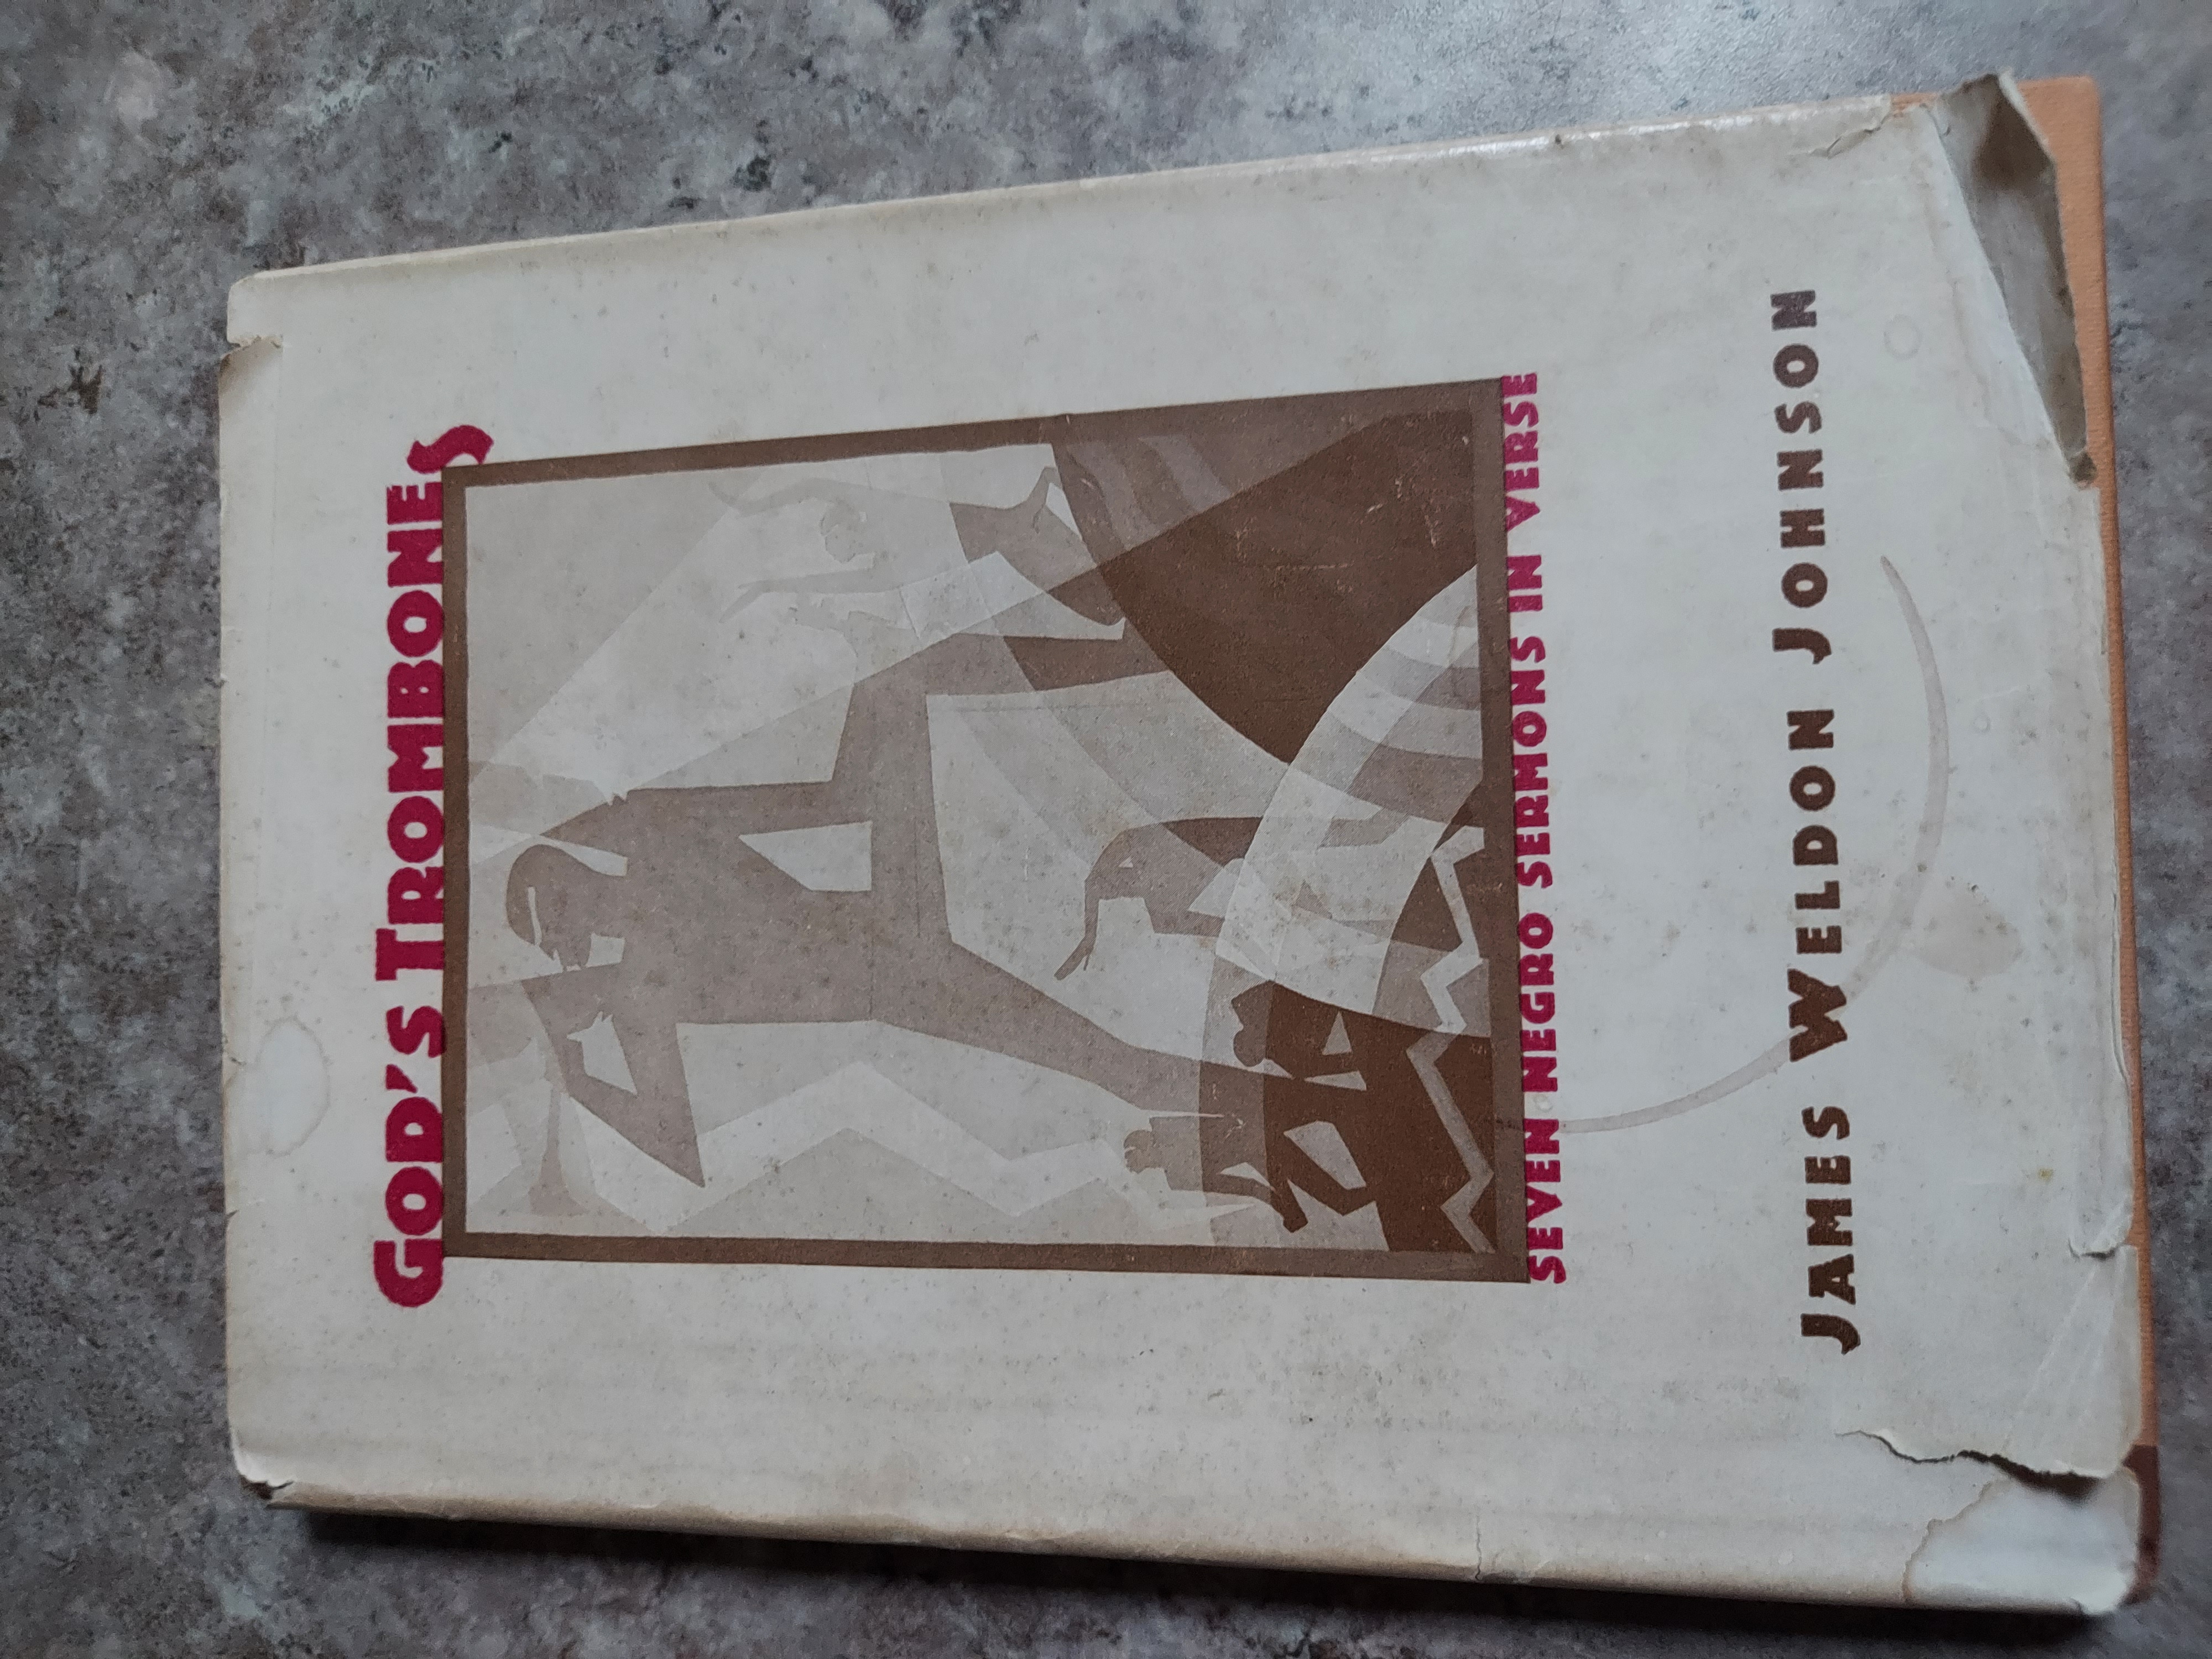 GOD'S TROMBONES
SEVEN NEGRO SERMONS IN VERSE
JAMES WELDON JOHNSON